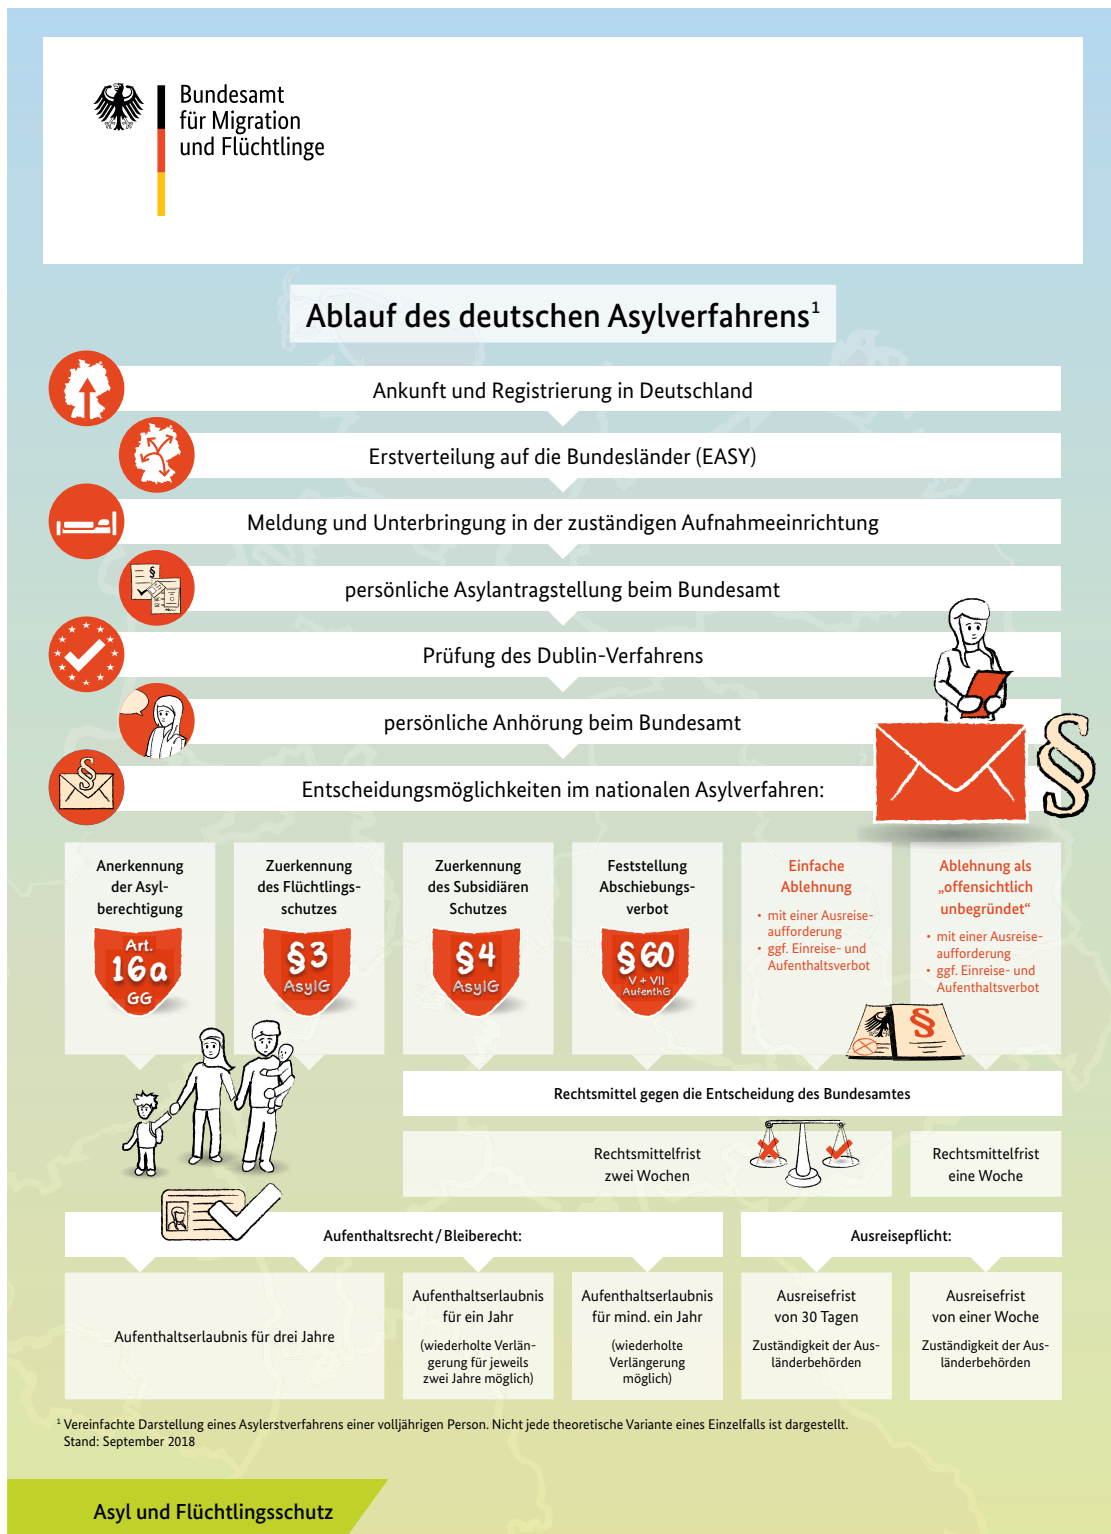 Bundesamt
für Migration
und Flüchtlinge
Ablauf des deutschen Asylverfahrens¹
Ankunft und Registrierung in Deutschland
Erstverteilung auf die Bundesländer (EASY)
Meldung und Unterbringung in der zuständigen Aufnahmeeinrichtung
§
persönliche Asylantragstellung beim Bundesamt
Prüfung des Dublin-Verfahrens
persönliche Anhörung beim Bundesamt
§
Entscheidungsmöglichkeiten im nationalen Asylverfahren:
§
Anerkennung
der Asyl-
berechtigung
Art.
16a
GG
Zuerkennung
des Flüchtlings-
schutzes
§3
AsylG
Zuerkennung
des Subsidiären
Schutzes
§4
AsylG
Feststellung
Abschiebungs-
verbot
§60
V + VII
AufenthG
Einfache
Ablehnung
• mit einer Ausreise-
aufforderung
• ggf. Einreise- und
Aufenthaltsverbot
Ablehnung als
„offensichtlich
unbegründet“
• mit einer Ausreise-
aufforderung
• ggf. Einreise- und
Aufenthaltsverbot
§
Rechtsmittel gegen die Entscheidung des Bundesamtes
Rechtsmittelfrist
zwei Wochen
Rechtsmittelfrist
eine Woche
Aufenthaltsrecht / Bleiberecht:
Ausreisepflicht:
Aufenthaltserlaubnis für drei Jahre
Aufenthaltserlaubnis
für ein Jahr
(wiederholte Verlän-
gerung für jeweils
zwei Jahre möglich)
Aufenthaltserlaubnis
für mind. ein Jahr
(wiederholte
Verlängerung
möglich)
Ausreisefrist
von 30 Tagen
Zuständigkeit der Aus-
länderbehörden
Ausreisefrist
von einer Woche
Zuständigkeit der Aus-
länderbehörden
¹ Vereinfachte Darstellung eines Asylerstverfahrens einer volljährigen Person. Nicht jede theoretische Variante eines Einzelfalls ist dargestellt.
Stand: September 2018
Asyl und Flüchtlingsschutz